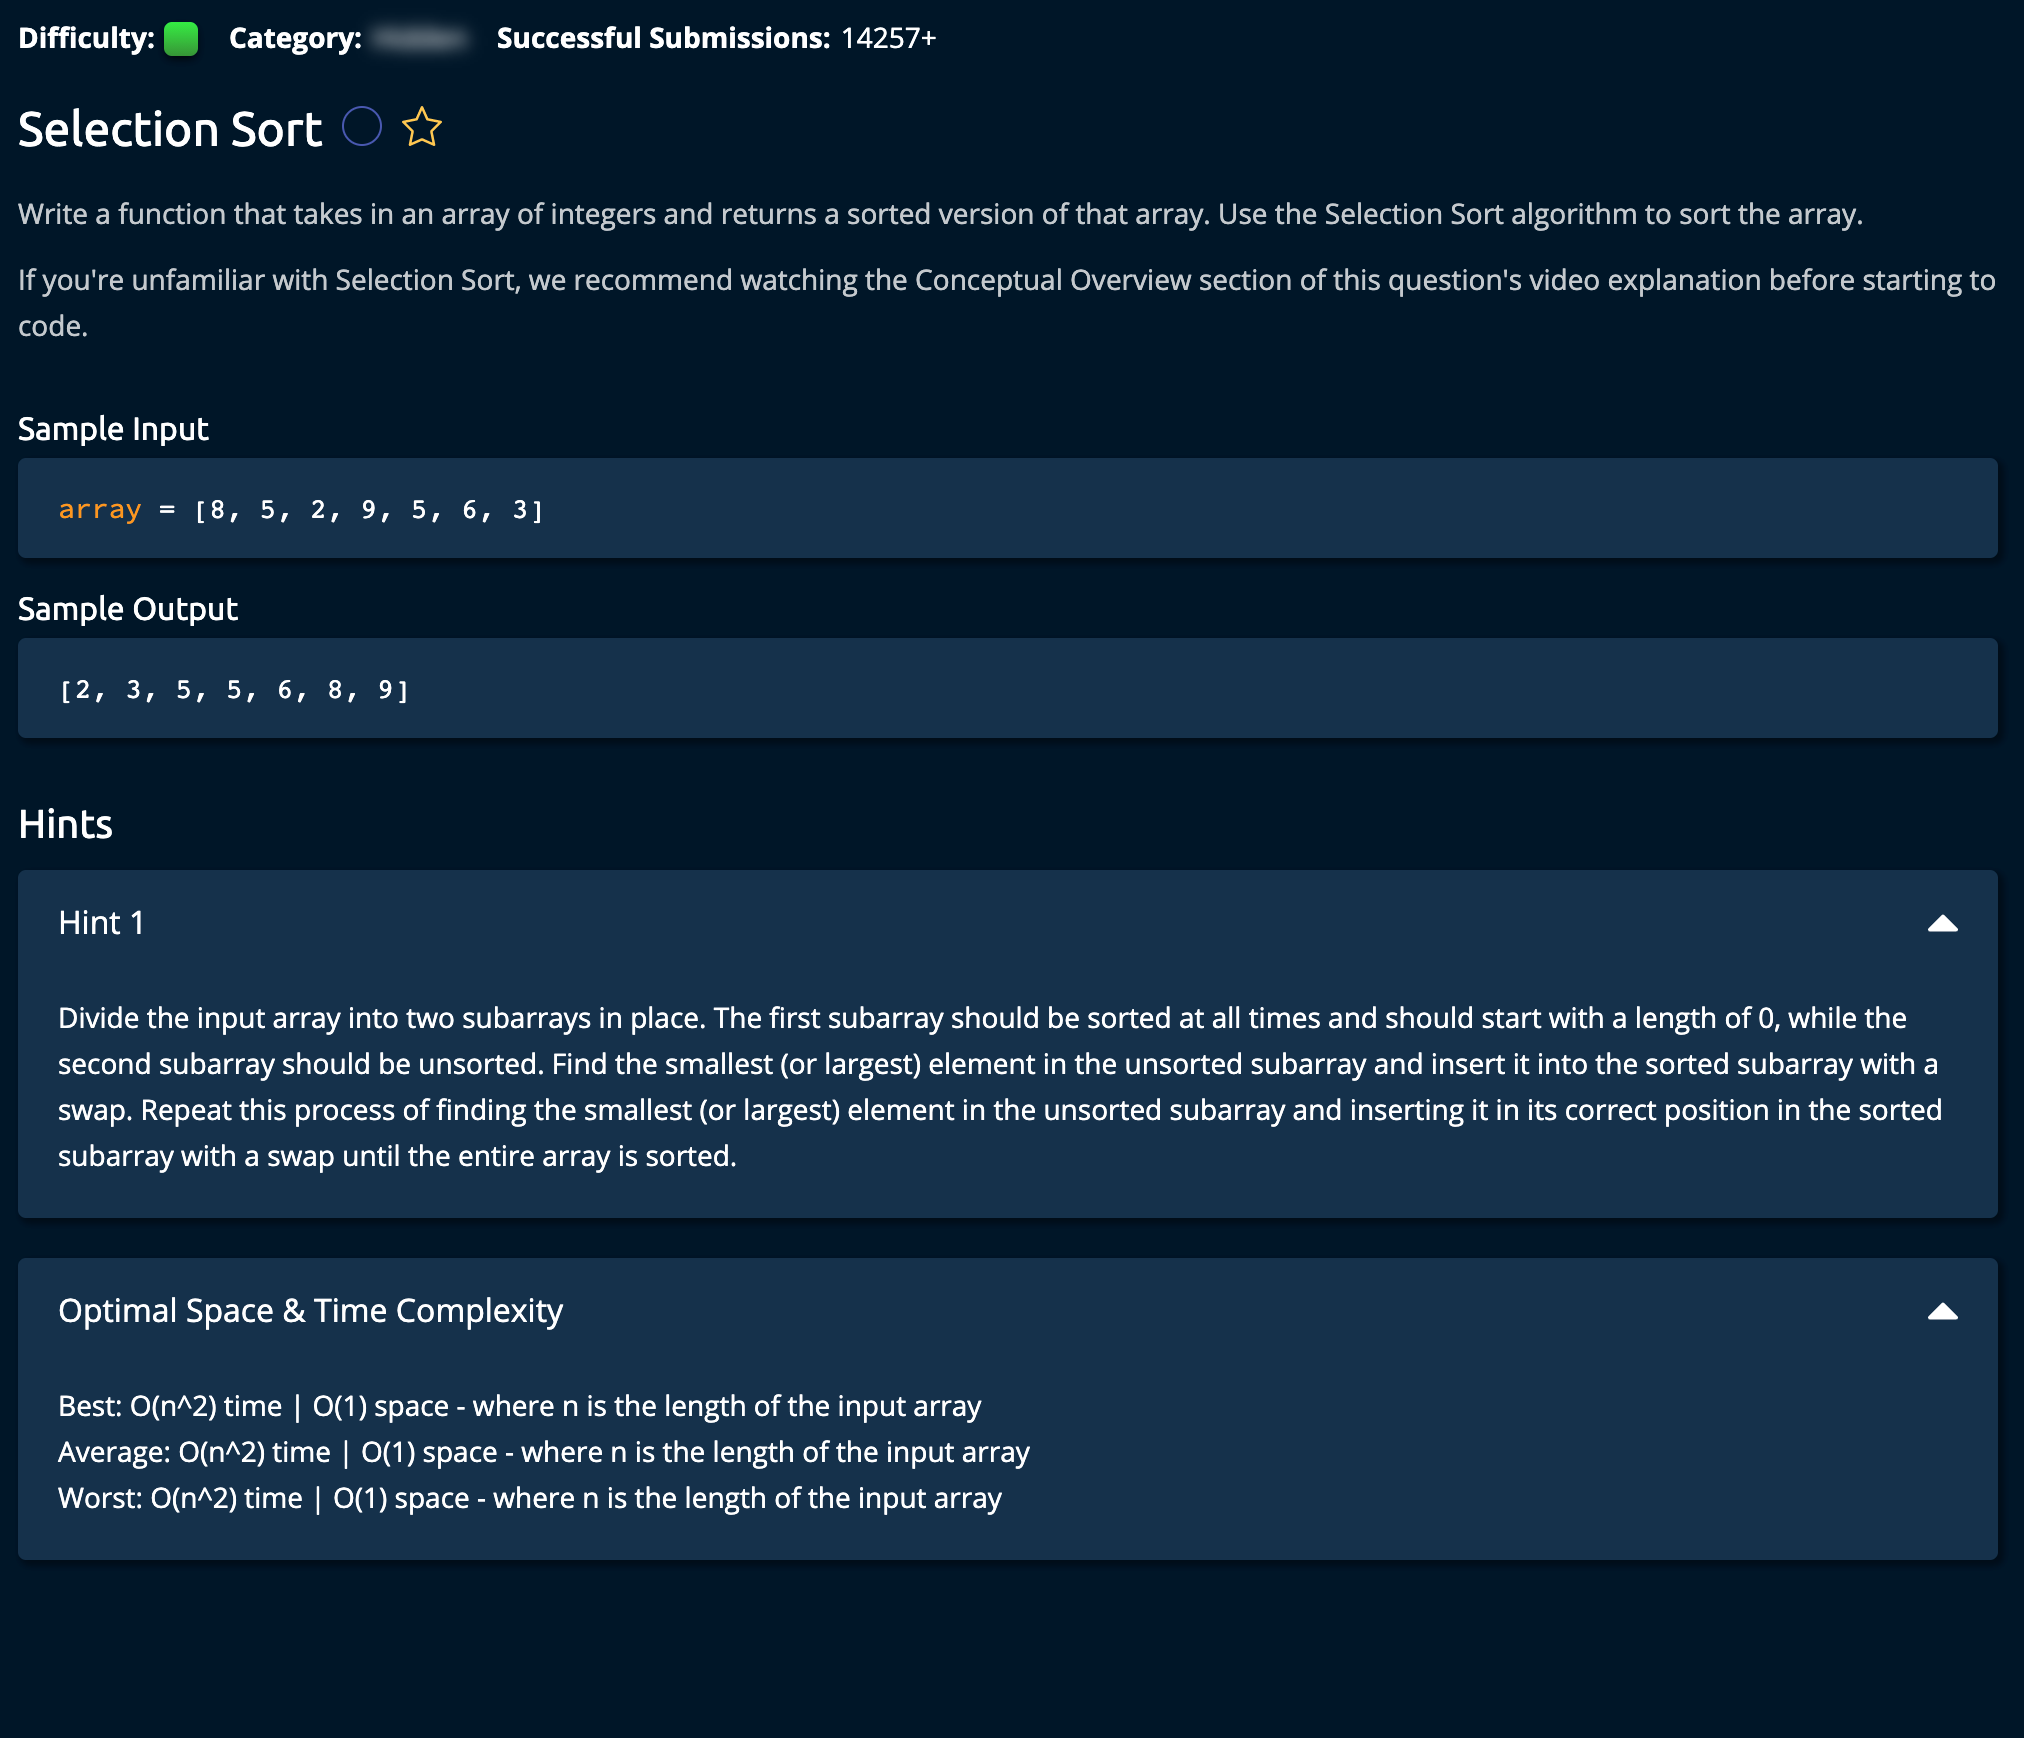 Difficulty: Category: Successful Submissions: 14257+
Selection Sort
Write a function that takes in an array of integers and returns a sorted version of that array. Use the Selection Sort algorithm to sort the array.
If you're unfamiliar with Selection Sort, we recommend watching the Conceptual Overview section of this question's video explanation before starting to
code.
Sample Input
array = [8, 5, 2, 9, 5, 6, 3]
Sample Output
[2, 3, 5, 5, 6, 8, 9]
Hints
Hint 1
Divide the input array into two subarrays in place. The first subarray should be sorted at all times and should start with a length of 0, while the
second subarray should be unsorted. Find the smallest (or largest) element in the unsorted subarray and insert it into the sorted subarray with a
swap. Repeat this process of finding the smallest (or largest) element in the unsorted subarray and inserting it in its correct position in the sorted
subarray with a swap until the entire array is sorted.
Optimal Space & Time Complexity
Best: O(n^2) time | O(1) space - where n is the length of the input array
Average: O(n^2) time | O(1) space - where n is the length of the input array
Worst: O(n^2) time | O(1) space - where n is the length of the input array